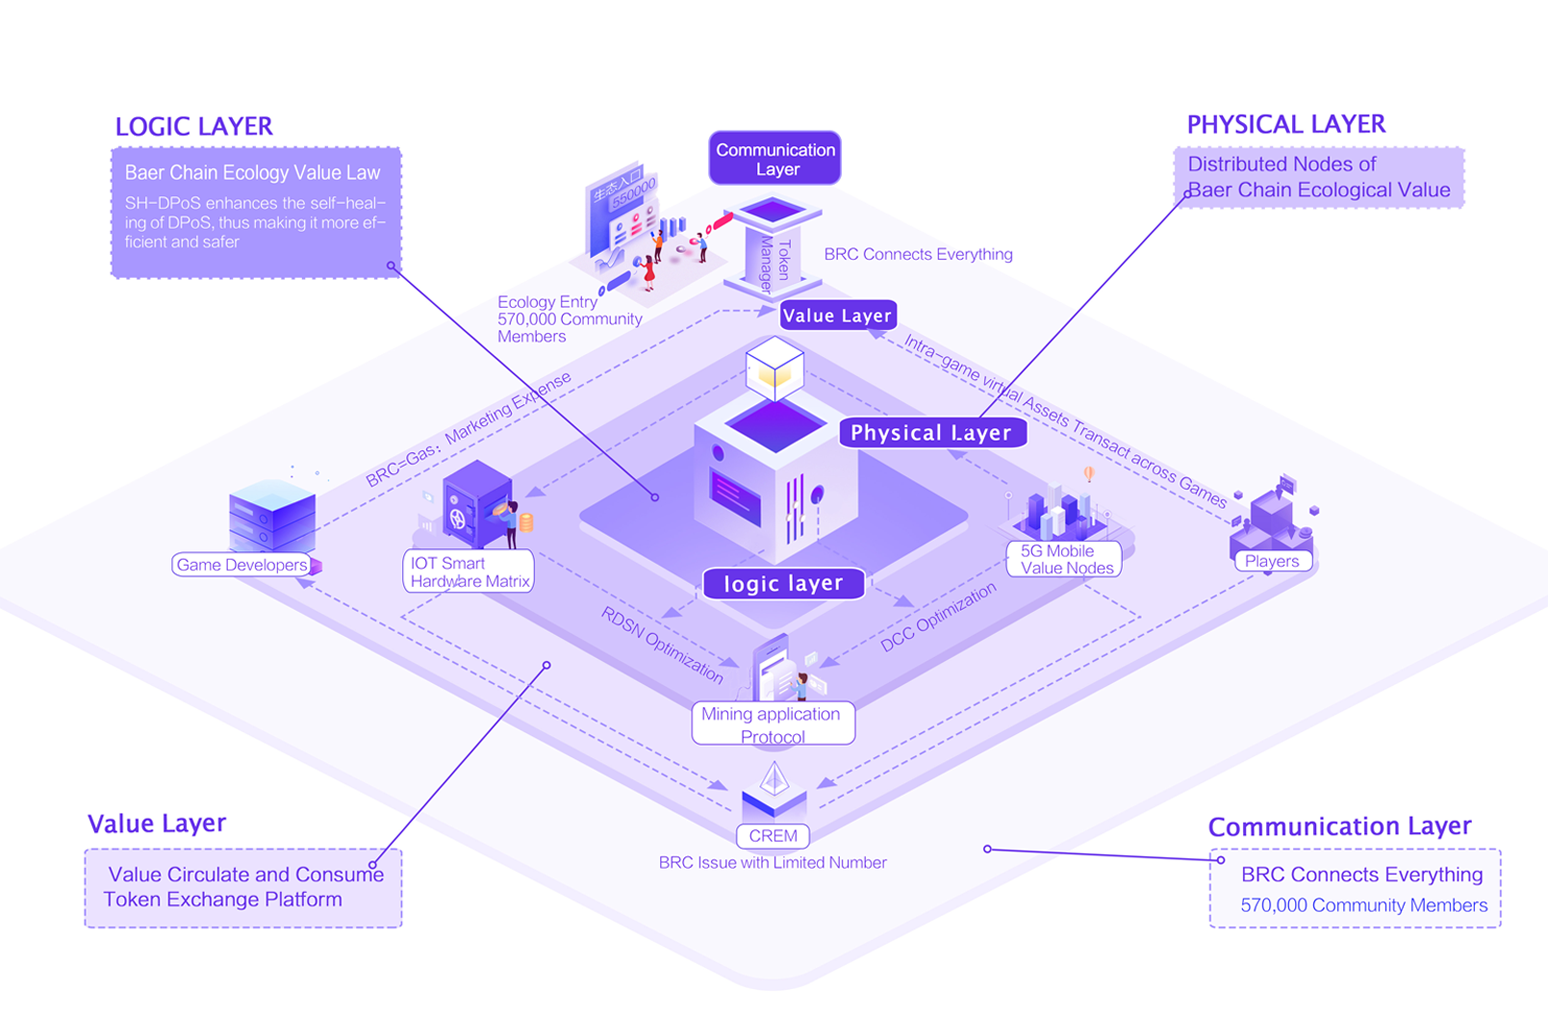 LOGIC LAYER
Baer Chain Ecology Value Law
SH-DPoS enhances the self-heal-
ing of DPoS, thus making it more ef-
ficient and safer
PHYSICAL LAYER
Distributed Nodes of
Baer Chain Ecological Value
Communication
Layer
生态入口
550000
Token
Manager
BRC Connects Everything
Ecology Entry
570,000 Community
Members
Value Layer
BRC=Gas: Marketing Expense
Intra-game virtual Assets Transact across Games
Physical Layer
Game Developers
IOT Smart
Hardware Matrix
5G Mobile
Value Nodes
Players
logic layer
RDSN Optimization
DCC Optimization
Mining application
Protocol
CREM
BRC Issue with Limited Number
Value Layer
Value Circulate and Consume
Token Exchange Platform
Communication Layer
BRC Connects Everything
570,000 Community Members